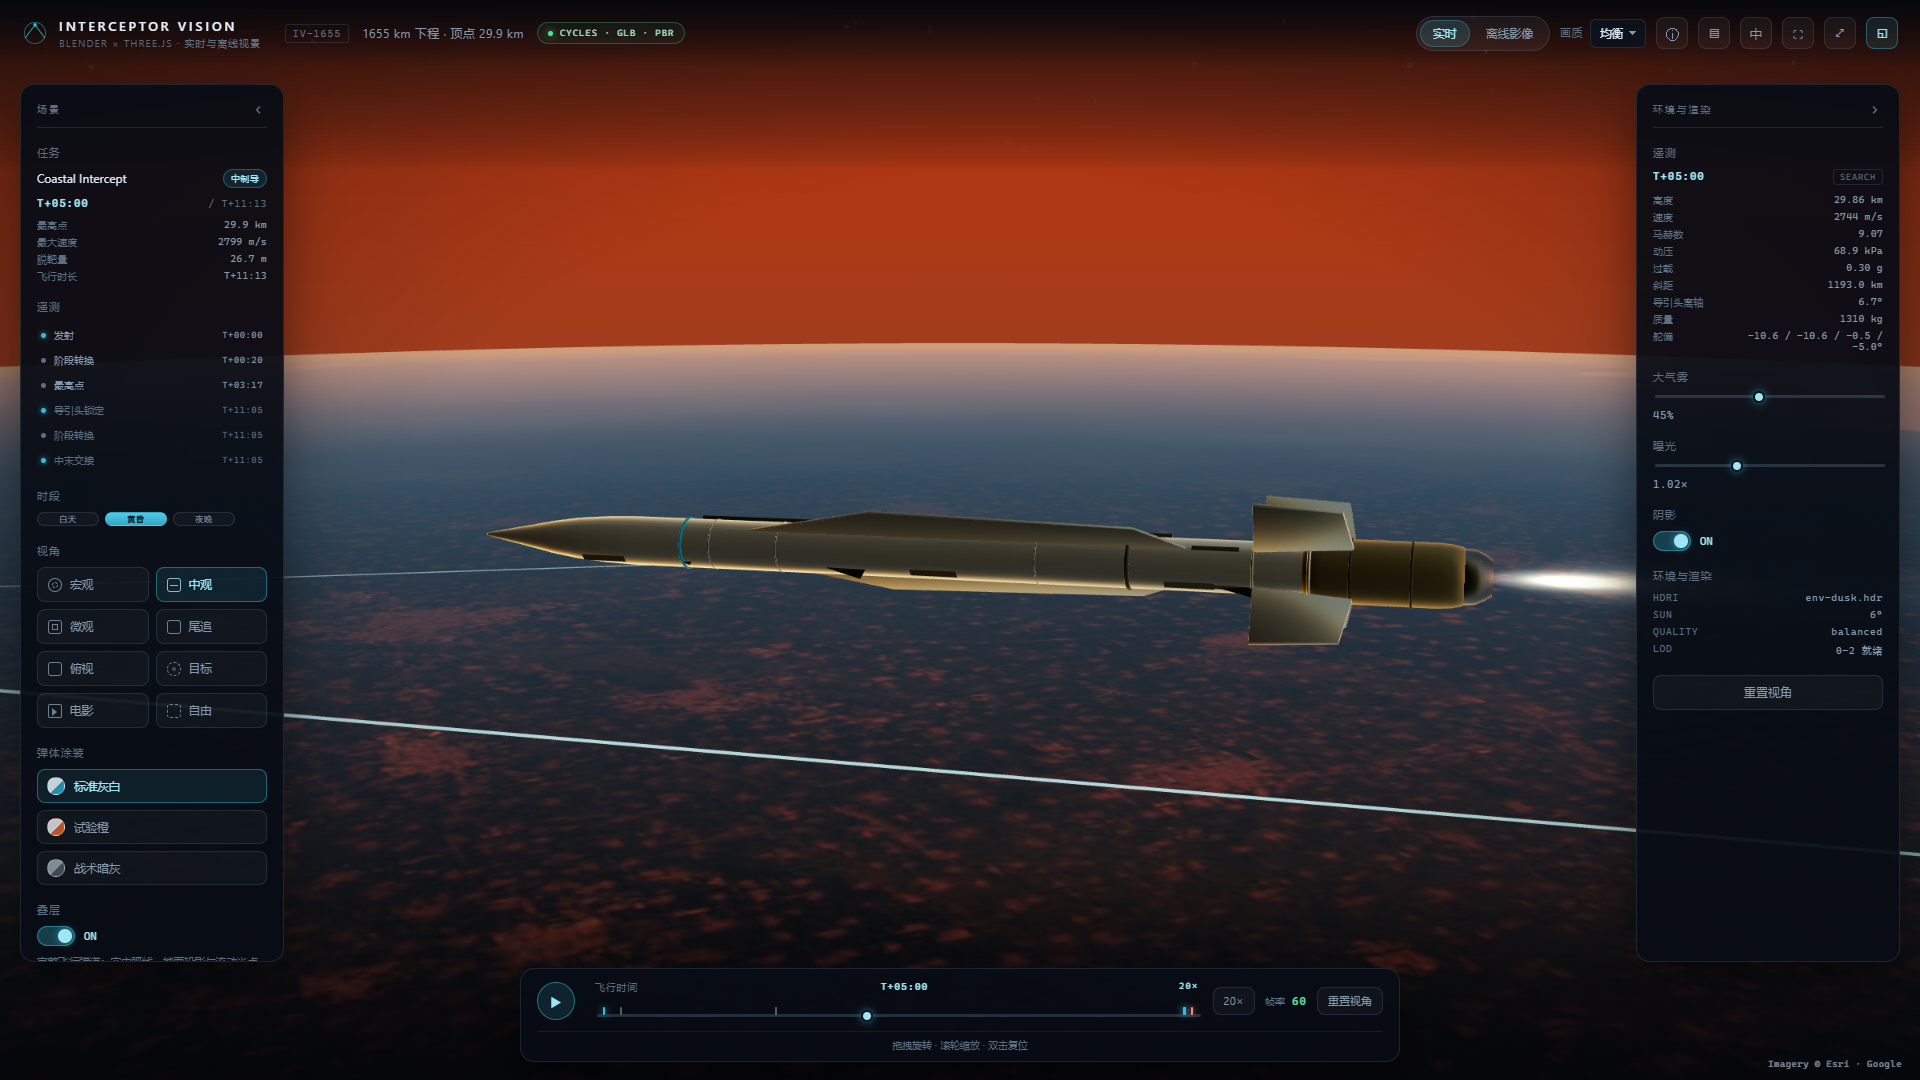 INTERCEPTOR VISION
BLENDER × THREE.JS · 实时与离线视景
IV-1655
1655 km 下程 · 顶点 29.9 km
CYCLES · GLB · PBR
实时
离线影像
画质
均衡
中
场景
任务
Coastal Intercept
中制导
T+05:00 / T+11:13
最高点 29.9 km
最大速度 2799 m/s
脱靶量 26.7 m
飞行时长 T+11:13
遥测
发射 T+00:00
阶段转换 T+00:20
最高点 T+03:17
导引头锁定 T+11:05
阶段转换 T+11:05
中末交接 T+11:05
时段
白天 黄昏 夜晚
视角
宏观 中观
微观 尾追
俯视 目标
电影 自由
弹体涂装
标准灰白
试验橙
战术暗灰
叠层
ON
环境与渲染
遥测
T+05:00 SEARCH
高度 29.86 km
速度 2744 m/s
马赫数 9.07
动压 68.9 kPa
过载 0.30 g
斜距 1193.0 km
导引头离轴 6.7°
质量 1310 kg
舵偏 −10.6 / −10.6 / −0.5 /
−5.0°
大气雾
45%
曝光
1.02×
阴影
ON
环境与渲染
HDRI env-dusk.hdr
SUN 6°
QUALITY balanced
LOD 0–2 就绪
重置视角
飞行时间 T+05:00 20×
20× 帧率 60 重置视角
拖拽旋转 · 滚轮缩放 · 双击复位
Imagery © Esri · Google